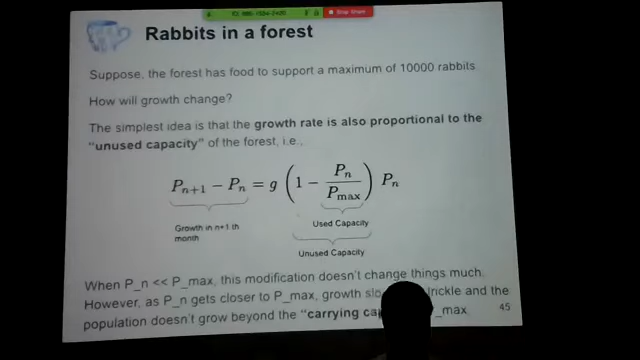 Stop Share
Rabbits in a forest
Suppose, the forest has food to support a maximum of 10000 rabbits
How will growth change?
The simplest idea is that the growth rate is also proportional to the
"unused capacity" of the forest, i.e.,
P_{n+1} − P_n = g (1 − P_n / P_max) P_n
Growth in n+1 th
month
Used Capacity
Unused Capacity
When P_n << P_max, this modification doesn't change things much.
However, as P_n gets closer to P_max, growth trickle and the
population doesn't grow beyond the "carrying _max.
45